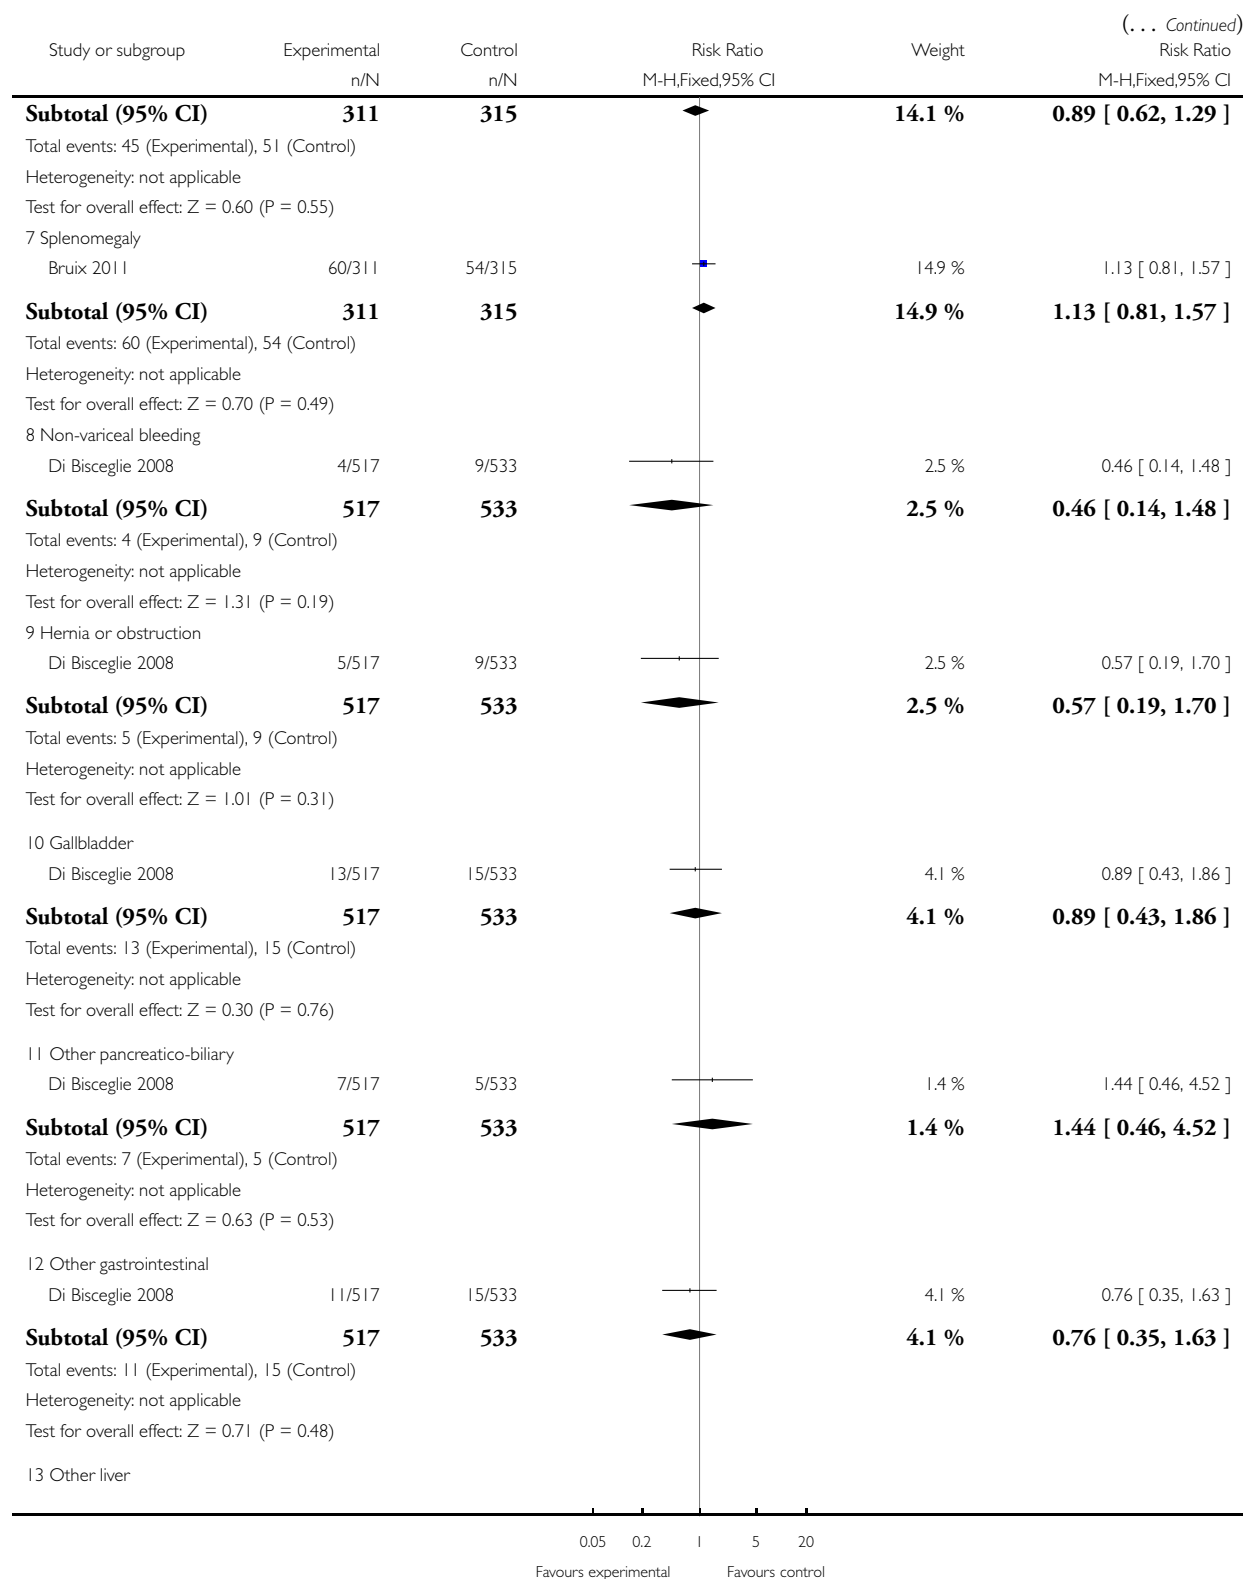 (... Continued)
Study or subgroup Experimental Control Risk Ratio Weight Risk Ratio
n/N n/N M-H,Fixed,95% CI M-H,Fixed,95% CI
Subtotal (95% CI) 311 315 14.1 % 0.89 [ 0.62, 1.29 ]
Total events: 45 (Experimental), 51 (Control)
Heterogeneity: not applicable
Test for overall effect: Z = 0.60 (P = 0.55)
7 Splenomegaly
Bruix 2011 60/311 54/315 14.9 % 1.13 [ 0.81, 1.57 ]
Subtotal (95% CI) 311 315 14.9 % 1.13 [ 0.81, 1.57 ]
Total events: 60 (Experimental), 54 (Control)
Heterogeneity: not applicable
Test for overall effect: Z = 0.70 (P = 0.49)
8 Non-variceal bleeding
Di Bisceglie 2008 4/517 9/533 2.5 % 0.46 [ 0.14, 1.48 ]
Subtotal (95% CI) 517 533 2.5 % 0.46 [ 0.14, 1.48 ]
Total events: 4 (Experimental), 9 (Control)
Heterogeneity: not applicable
Test for overall effect: Z = 1.31 (P = 0.19)
9 Hernia or obstruction
Di Bisceglie 2008 5/517 9/533 2.5 % 0.57 [ 0.19, 1.70 ]
Subtotal (95% CI) 517 533 2.5 % 0.57 [ 0.19, 1.70 ]
Total events: 5 (Experimental), 9 (Control)
Heterogeneity: not applicable
Test for overall effect: Z = 1.01 (P = 0.31)
10 Gallbladder
Di Bisceglie 2008 13/517 15/533 4.1 % 0.89 [ 0.43, 1.86 ]
Subtotal (95% CI) 517 533 4.1 % 0.89 [ 0.43, 1.86 ]
Total events: 13 (Experimental), 15 (Control)
Heterogeneity: not applicable
Test for overall effect: Z = 0.30 (P = 0.76)
11 Other pancreatico-biliary
Di Bisceglie 2008 7/517 5/533 1.4 % 1.44 [ 0.46, 4.52 ]
Subtotal (95% CI) 517 533 1.4 % 1.44 [ 0.46, 4.52 ]
Total events: 7 (Experimental), 5 (Control)
Heterogeneity: not applicable
Test for overall effect: Z = 0.63 (P = 0.53)
12 Other gastrointestinal
Di Bisceglie 2008 11/517 15/533 4.1 % 0.76 [ 0.35, 1.63 ]
Subtotal (95% CI) 517 533 4.1 % 0.76 [ 0.35, 1.63 ]
Total events: 11 (Experimental), 15 (Control)
Heterogeneity: not applicable
Test for overall effect: Z = 0.71 (P = 0.48)
13 Other liver
0.05 0.2 1 5 20
Favours experimental Favours control